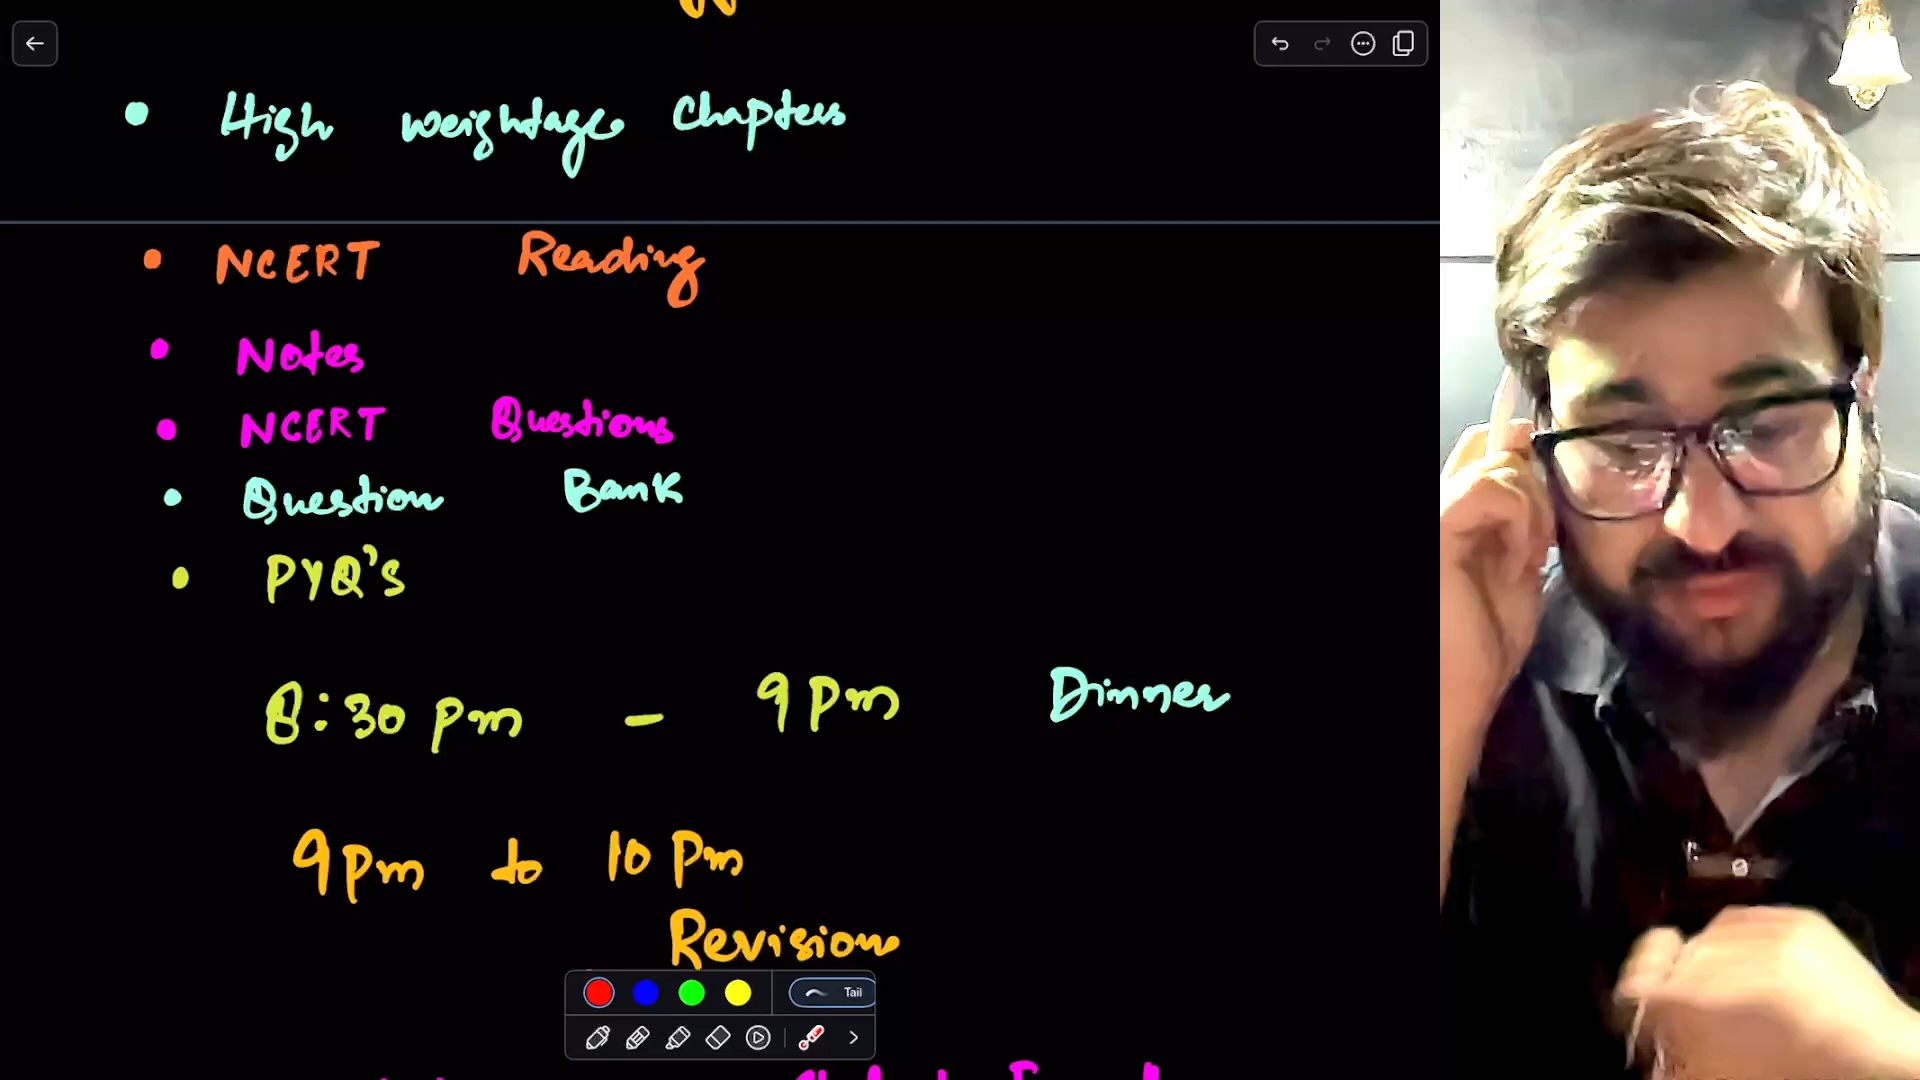 • High weightage Chapters
• NCERT Reading
• Notes
• NCERT Questions
• Question Bank
• PYQ's
8:30 pm - 9 pm Dinner
9 pm to 10 pm
Revision
Tail